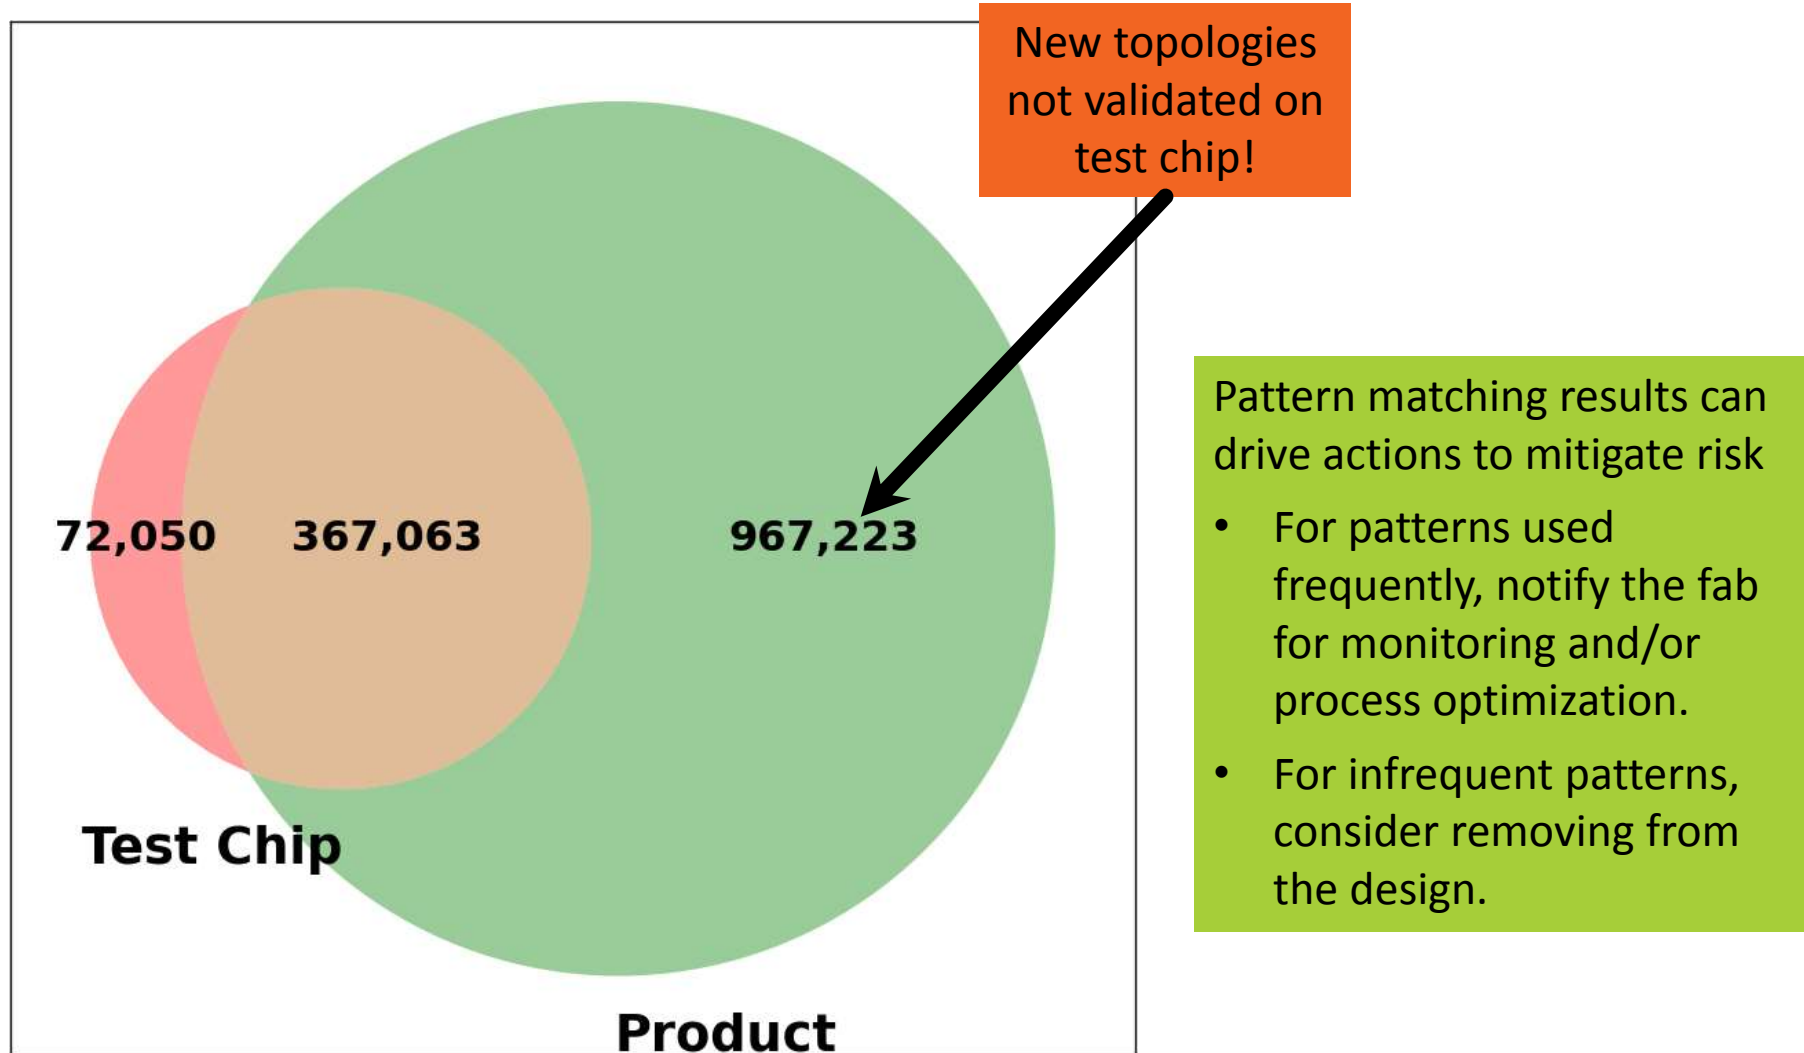 New topologies
not validated on
test chip!
72,050 367,063 967,223
Test Chip
Product
Pattern matching results can
drive actions to mitigate risk
• For patterns used
frequently, notify the fab
for monitoring and/or
process optimization.
• For infrequent patterns,
consider removing from
the design.